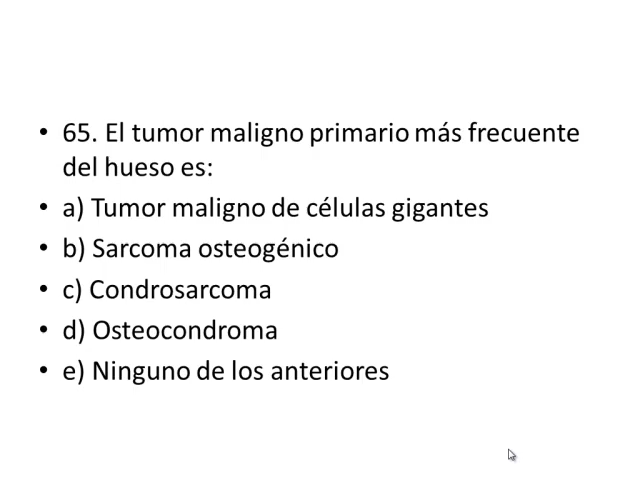 • 65. El tumor maligno primario más frecuente
del hueso es:
• a) Tumor maligno de células gigantes
• b) Sarcoma osteogénico
• c) Condrosarcoma
• d) Osteocondroma
• e) Ninguno de los anteriores